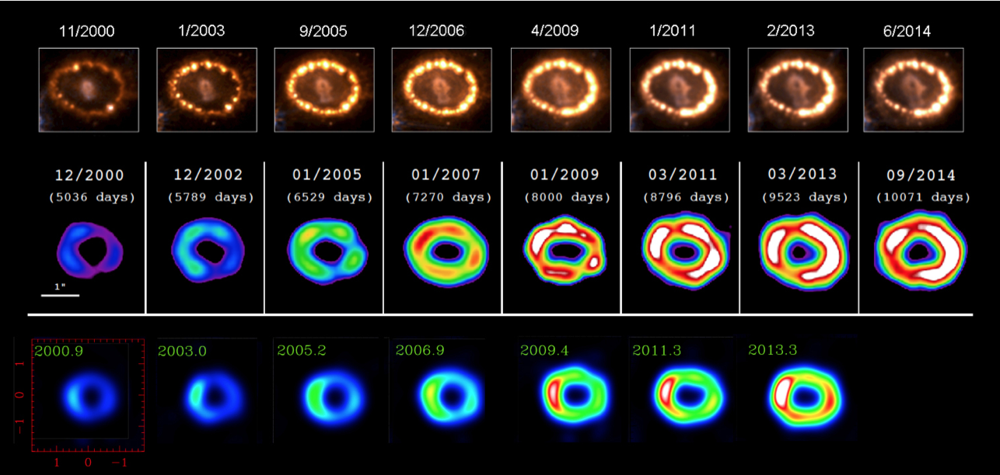 11/2000 1/2003 9/2005 12/2006 4/2009 1/2011 2/2013 6/2014
12/2000 12/2002 01/2005 01/2007 01/2009 03/2011 03/2013 09/2014
(5036 days) (5789 days) (6529 days) (7270 days) (8000 days) (8796 days) (9523 days) (10071 days)
1"
2000.9 2003.0 2005.2 2006.9 2009.4 2011.3 2013.3
1
0
−1
1 0 −1